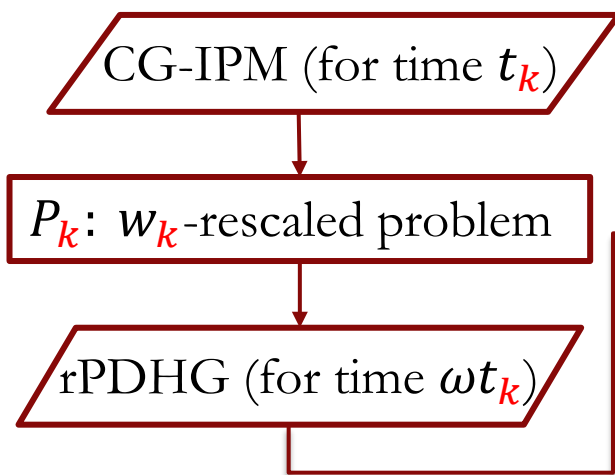 CG-IPM (for time tₖ)
Pₖ: wₖ-rescaled problem
rPDHG (for time ωtₖ)